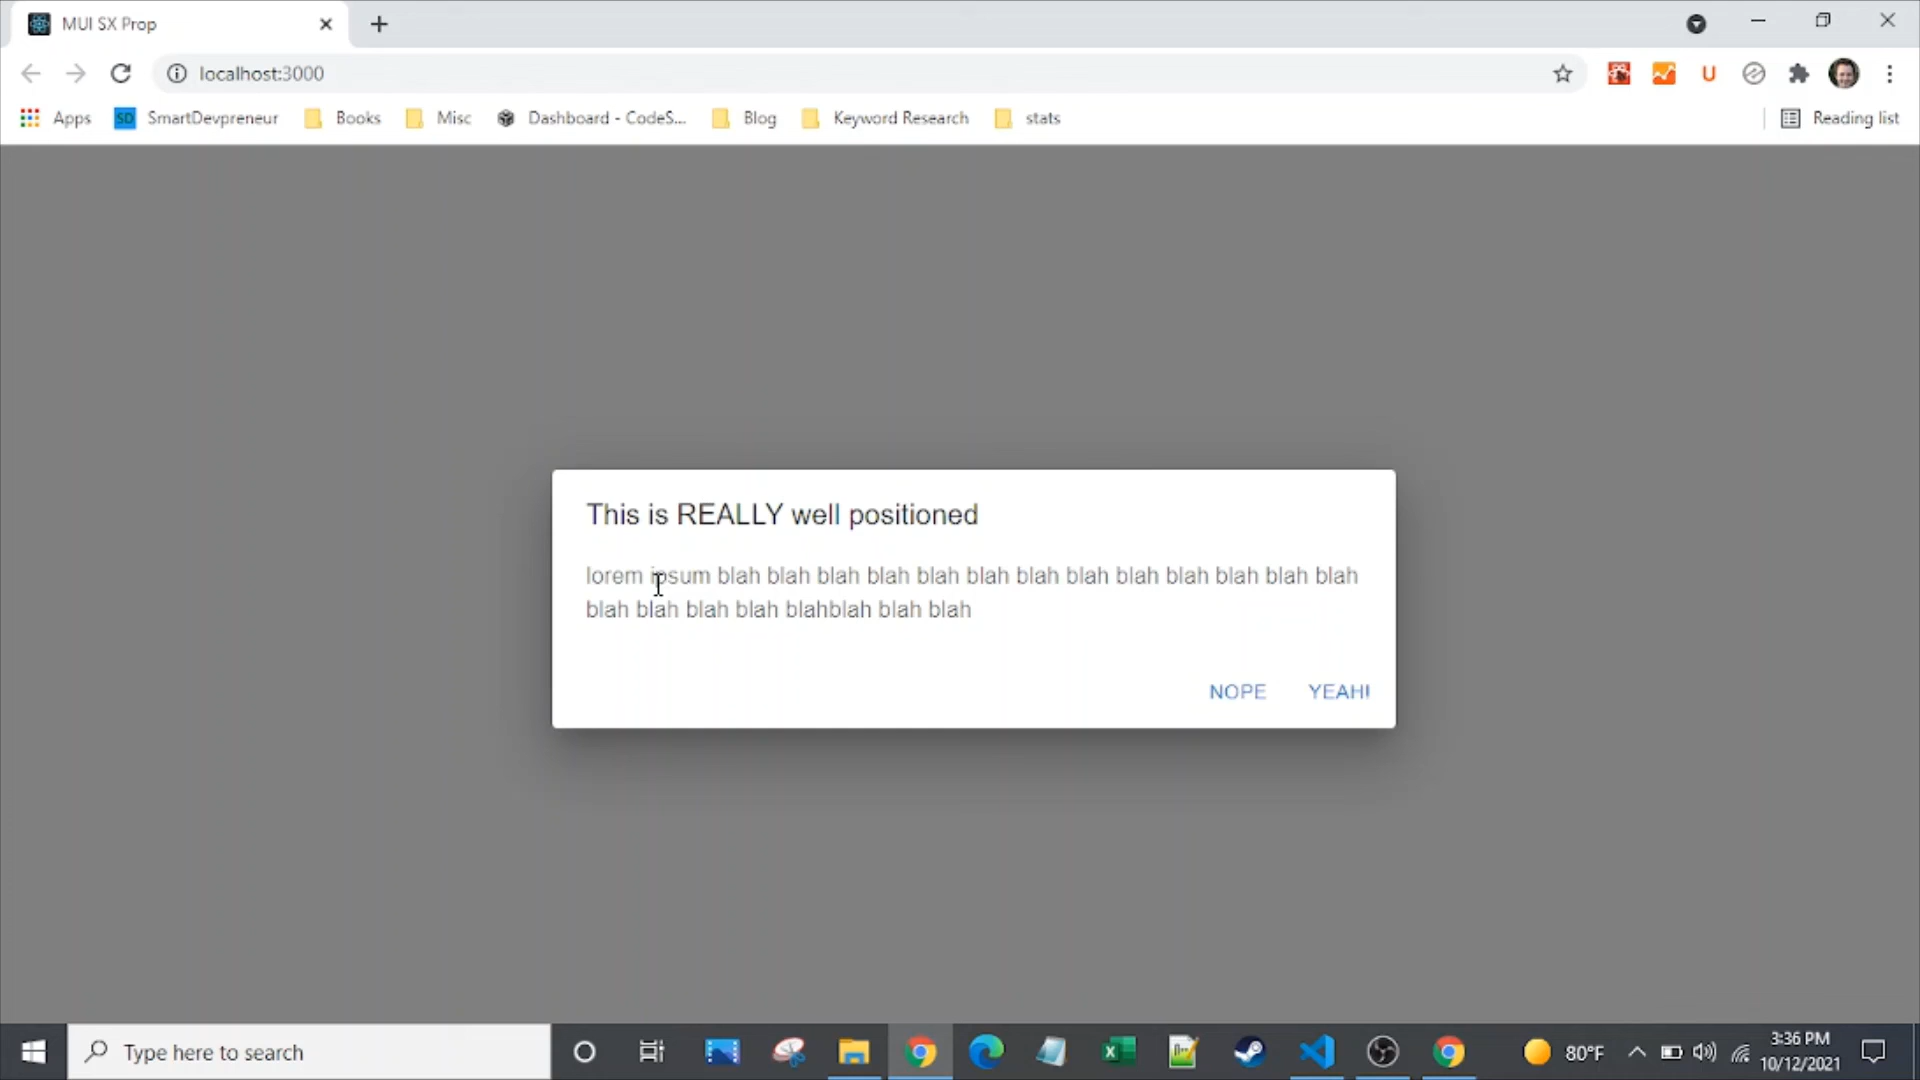 MUI SX Prop
localhost:3000
Apps SmartDevpreneur Books Misc Dashboard - CodeS... Blog Keyword Research stats Reading list
This is REALLY well positioned
lorem ipsum blah blah blah blah blah blah blah blah blah blah blah blah blah
blah blah blah blah blahblah blah blah
NOPE YEAH!
Type here to search
80°F
3:36 PM
10/12/2021